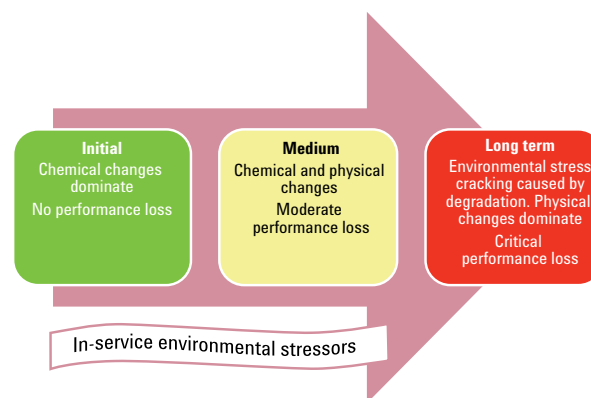 Initial
Chemical changes
dominate
No performance loss
Medium
Chemical and physical
changes
Moderate
performance loss
Long term
Environmental stress
cracking caused by
degradation. Physical
changes dominate
Critical
performance loss
In-service environmental stressors